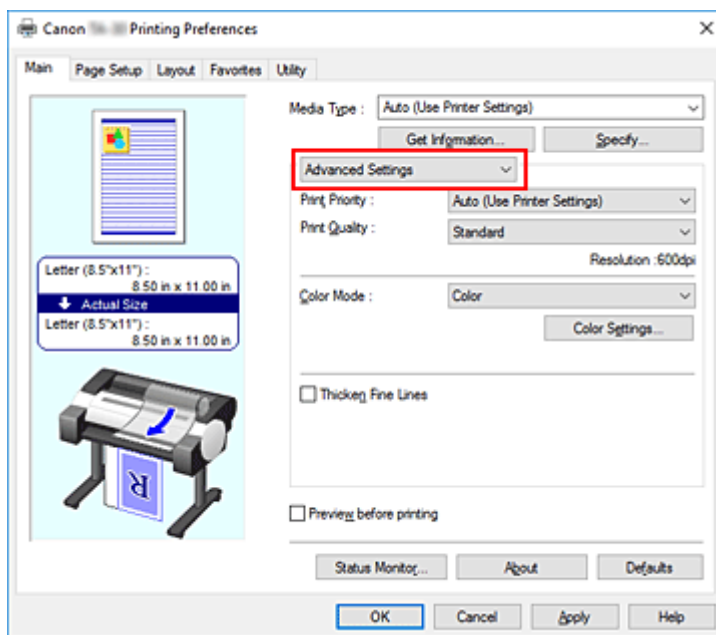 Canon Printing Preferences
Main Page Setup Layout Favorites Utility
Media Type : Auto (Use Printer Settings)
Get Information... Specify...
Advanced Settings
Print Priority : Auto (Use Printer Settings)
Print Quality : Standard
Resolution :600dpi
Letter (8.5"x11") :
8.50 in x 11.00 in
Actual Size
Letter (8.5"x11") :
8.50 in x 11.00 in
Color Mode : Color
Color Settings...
Thicken Fine Lines
R
Preview before printing
Status Monitor... About Defaults
OK Cancel Apply Help